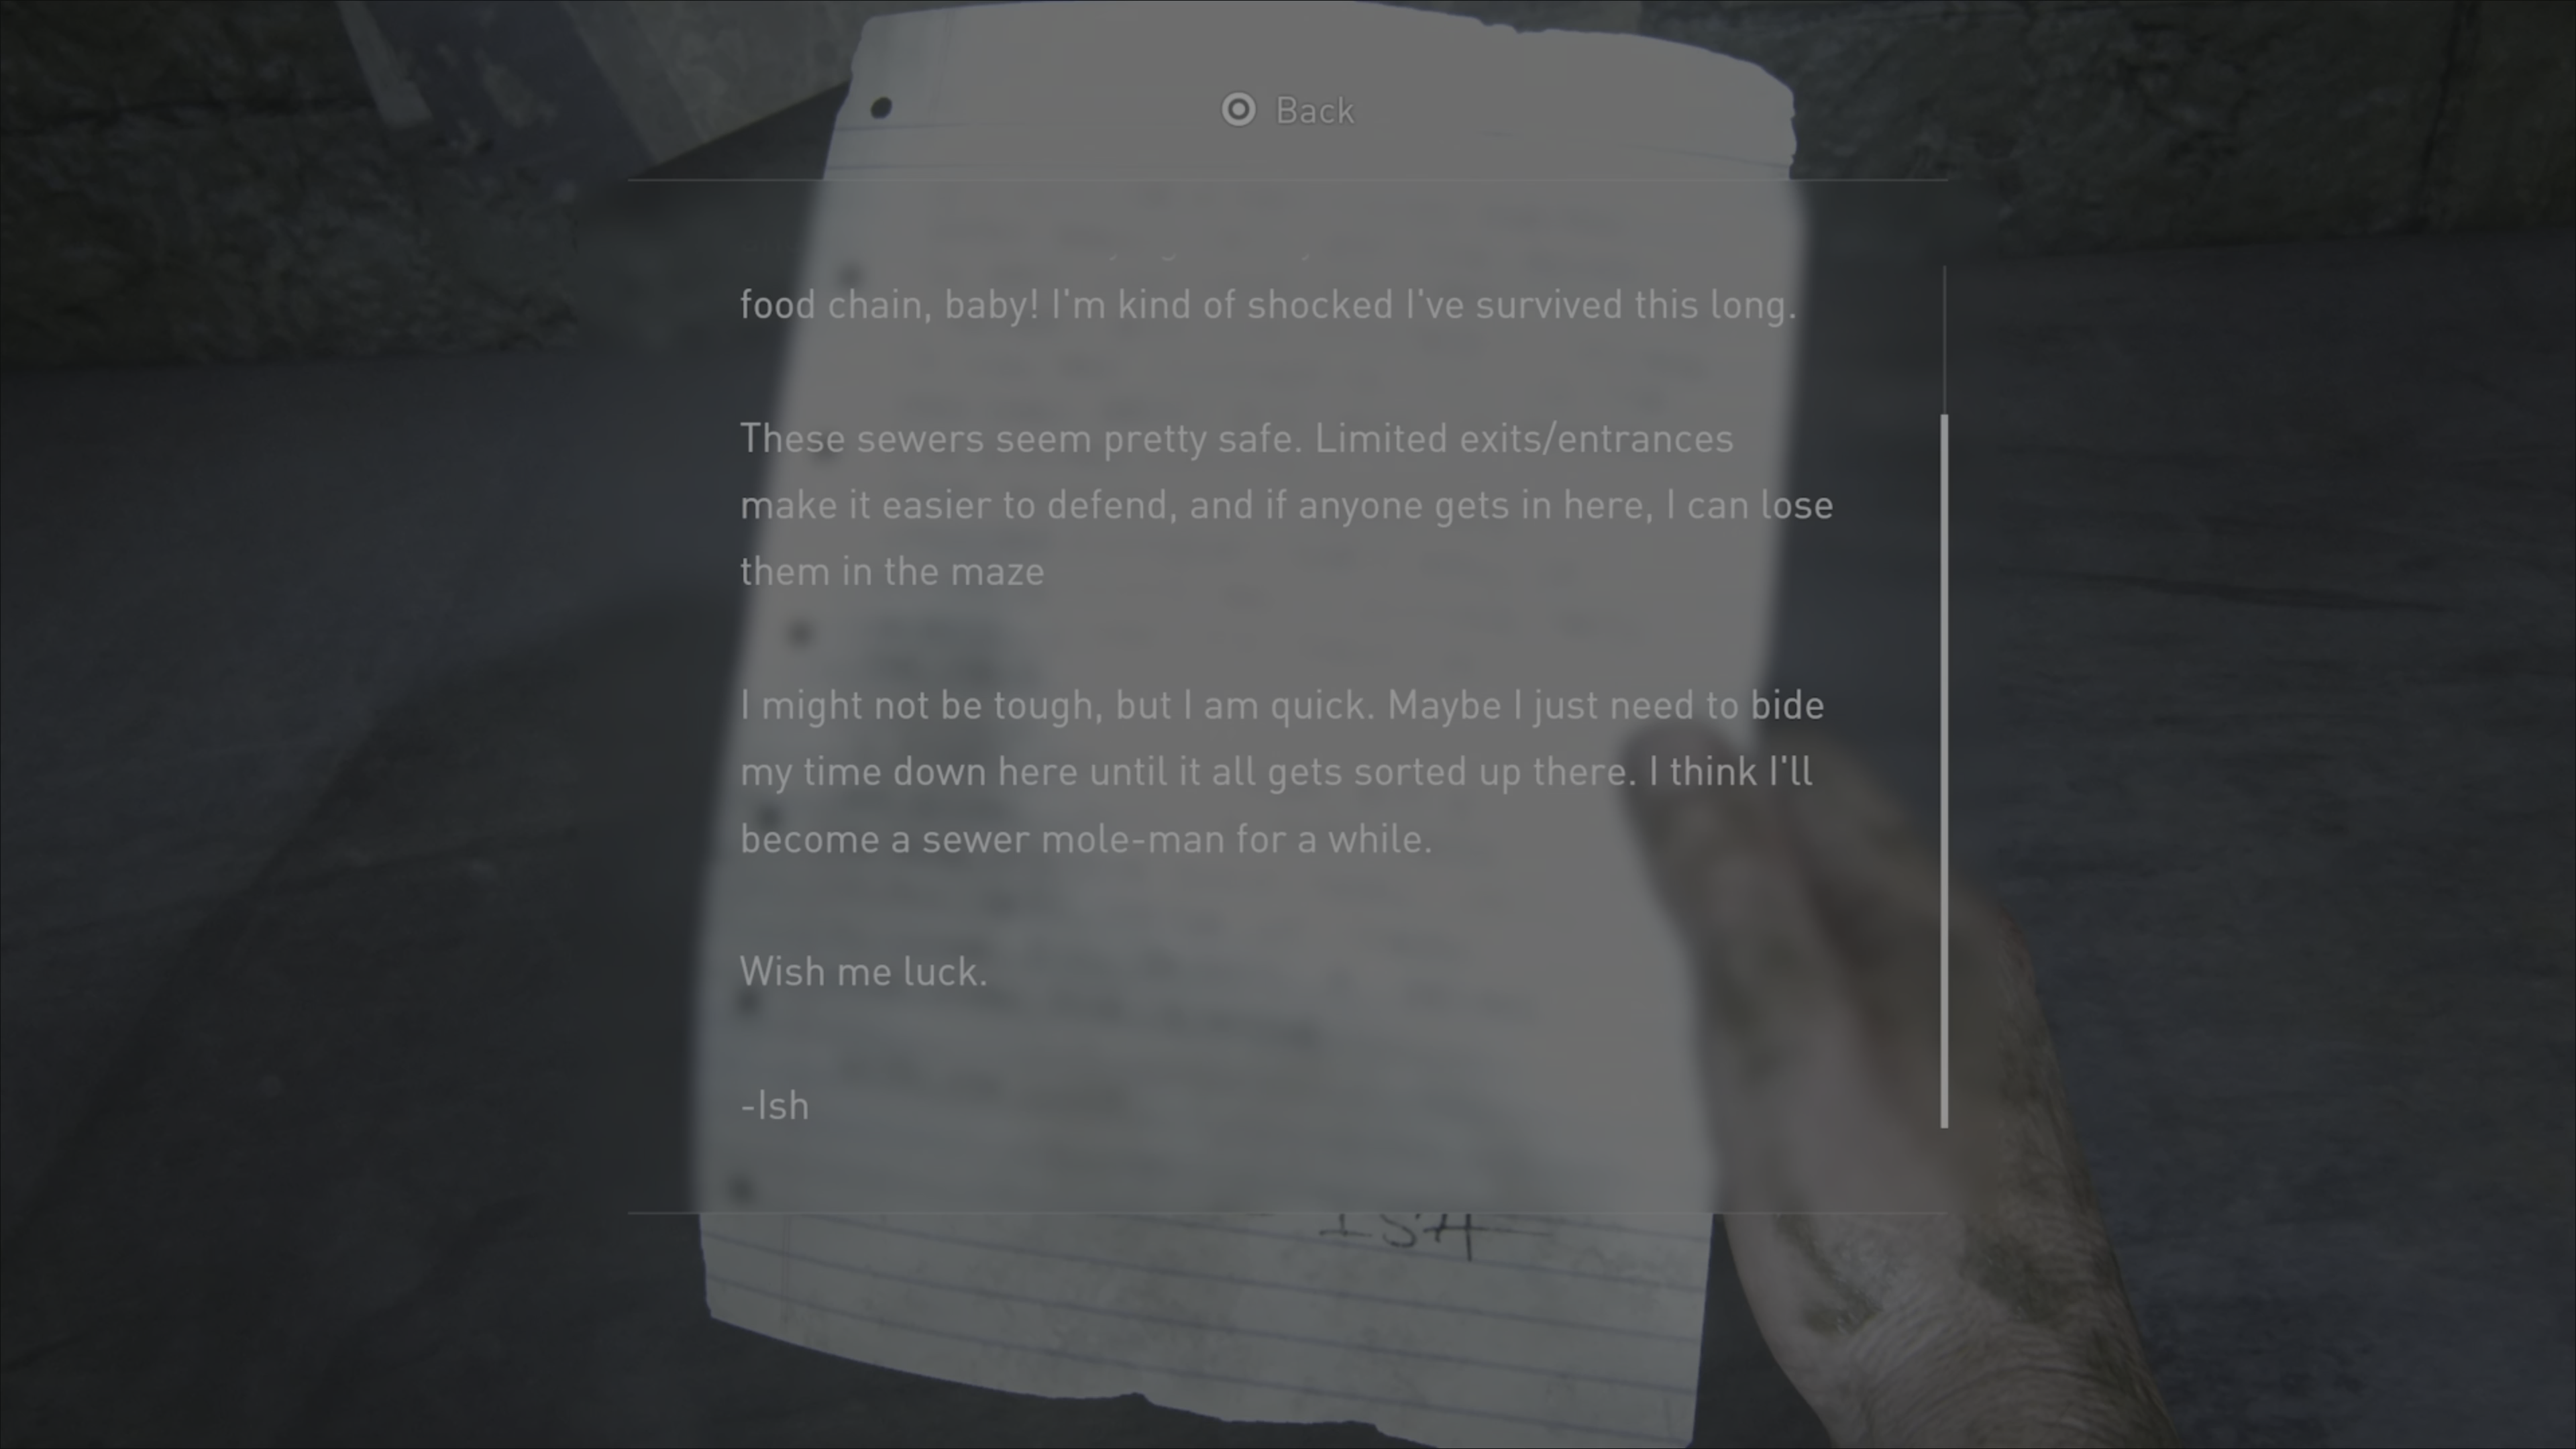 Back
food chain, baby! I'm kind of shocked I've survived this long.
These sewers seem pretty safe. Limited exits/entrances
make it easier to defend, and if anyone gets in here, I can lose
them in the maze
I might not be tough, but I am quick. Maybe I just need to bide
my time down here until it all gets sorted up there. I think I'll
become a sewer mole-man for a while.
Wish me luck.
-Ish
ISH